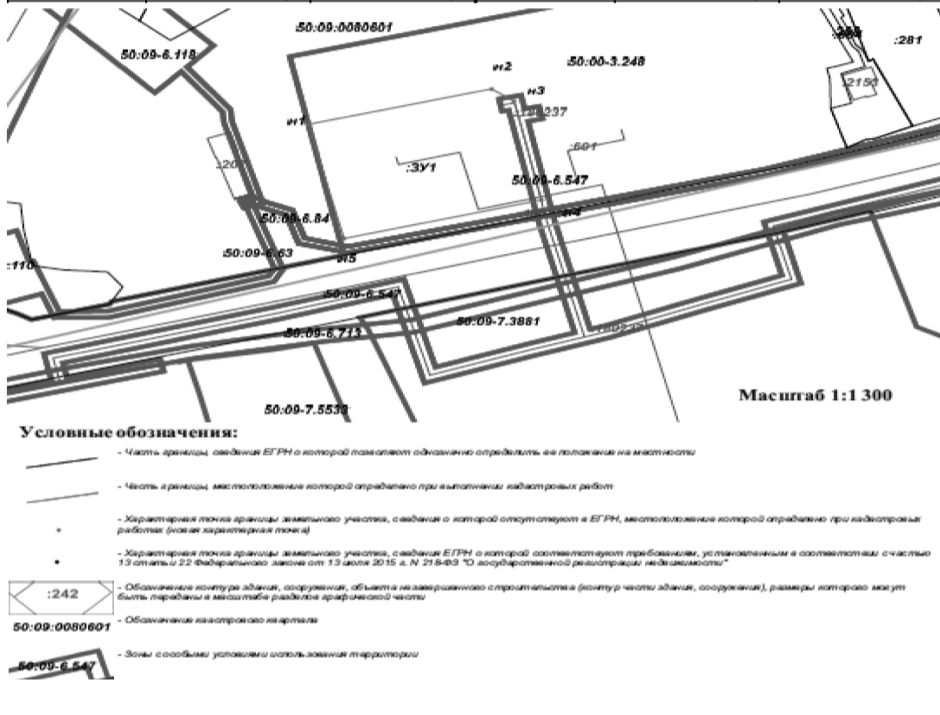 50:09:0080601
50:09-6.118
50:00-3.248
:281
н2
:2153
н3
н1
:601
:ЗУ1
50:09-6.547
50:09-6.84
н4
50:09-6.63
н5
:110
50:09-6.547
50:09-7.3881
50:09-6.713
Масштаб 1:1 300
50:09-7.5533
Условные обозначения:
- Часть границы, сведения ЕГРН о которой позволяют однозначно определить ее положение на местности
- Часть границы, местоположение которой определено при выполнении кадастровых работ
- Характерная точка границы земельного участка, сведения о которой отсутствуют в ЕГРН, местоположение которой определено при кадастровых
работах (новая характерная точка)
- Характерная точка границы земельного участка, сведения ЕГРН о которой соответствуют требованиям, установленным в соответствии с частью
13 статьи 22 Федерального закона от 13 июля 2015 г. N 218-ФЗ "О государственной регистрации недвижимости"
:242
- Обозначение контура здания, сооружения, объекта незавершенного строительства (контур части здания, сооружения), размеры которого могут
быть переданы в масштабе разделов графической части
50:09:0080601
- Обозначение квастрового квартала
50:09-6.547
- Зоны с особыми условиями использования территории